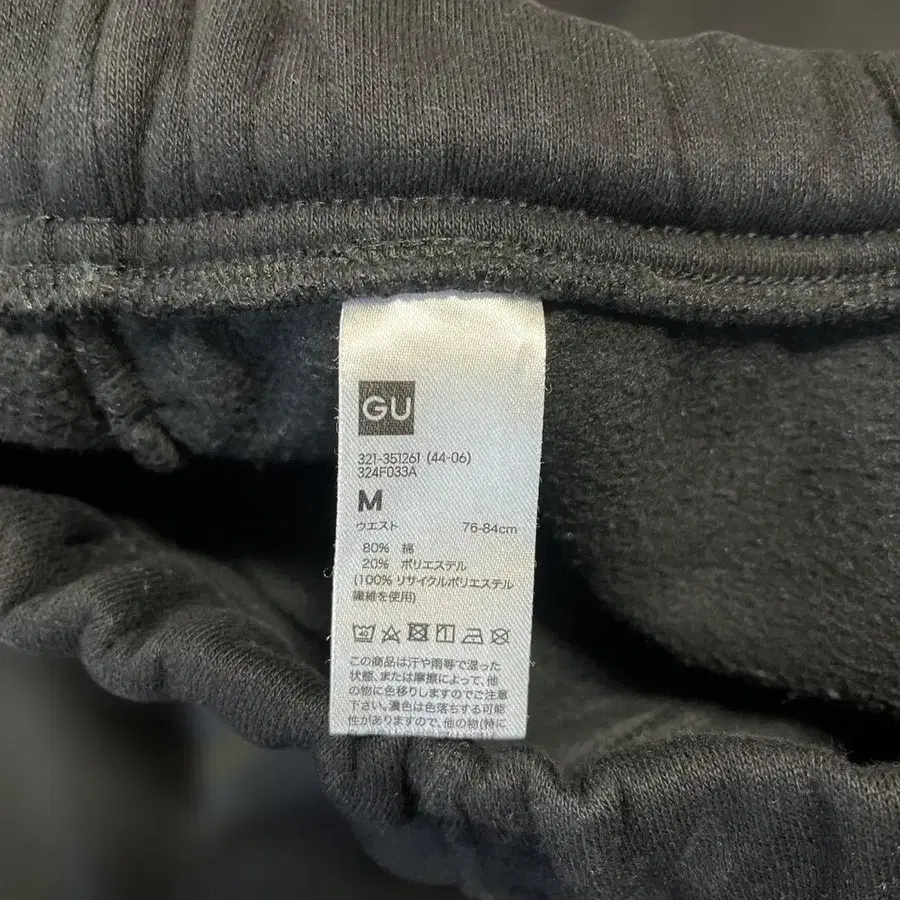 GU
321-351261 (44-06)
324F033A
M
ウエスト 76-84cm
80% 綿
20% ポリエステル
(100% リサイクルポリエステル
繊維を使用)
40
この商品は汗や雨等で湿った
状態、または摩擦によって、他
の物に色移りしますのでご注意
下さい。濃色は色落ちする可能
性がありますので、他の物(特に